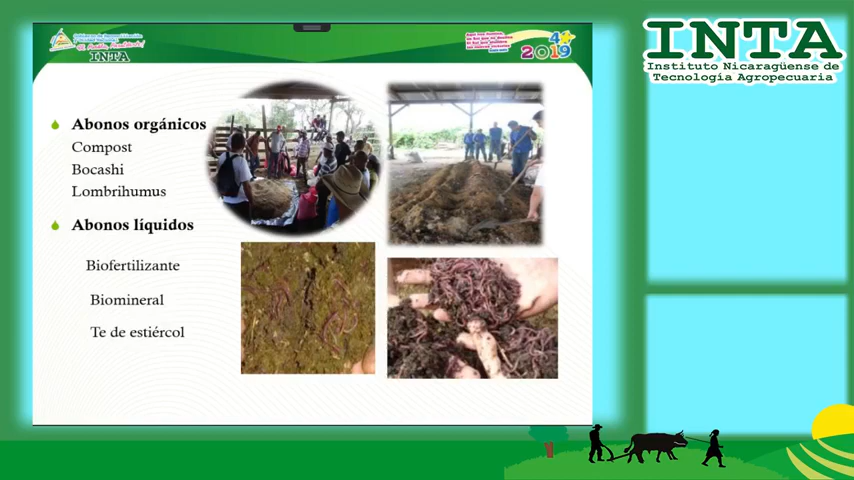 INTA
4
2019
Abonos orgánicos
Compost
Bocashi
Lombrihumus
Abonos líquidos
Biofertilizante
Biomineral
Te de estiércol
INTA
Instituto Nicaragüense de
Tecnología Agropecuaria